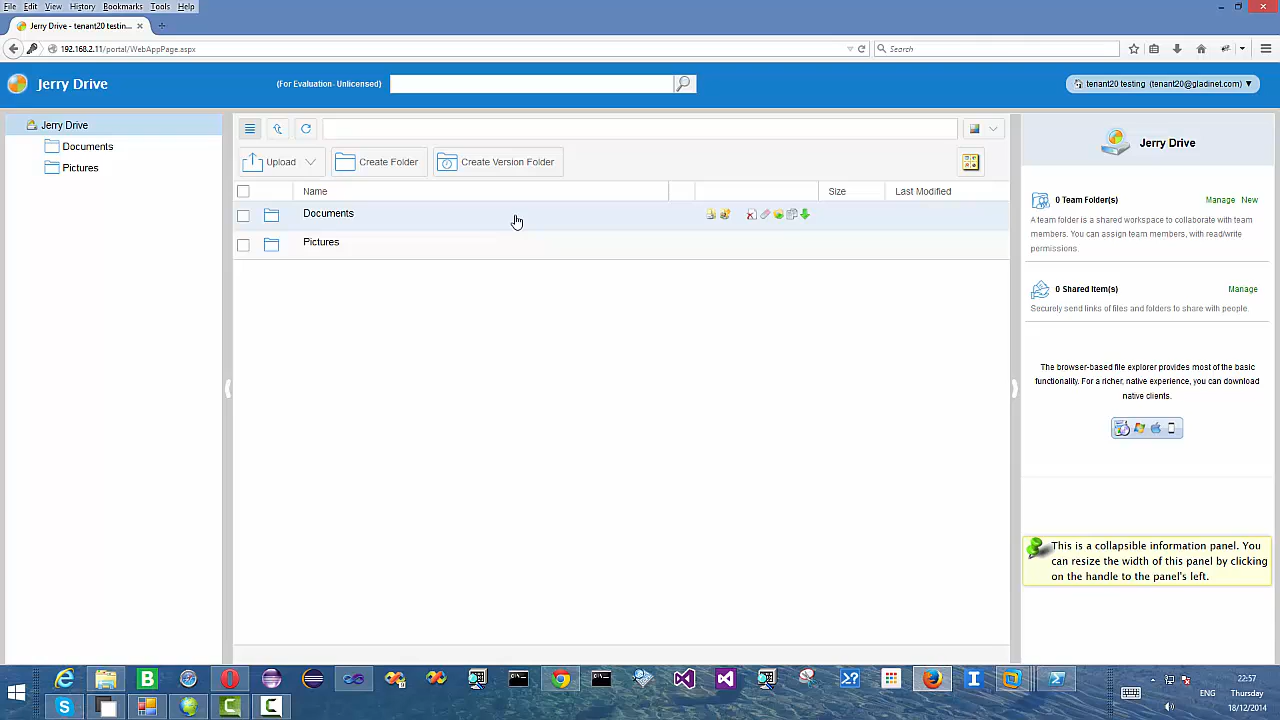 File Edit View History Bookmarks Tools Help
Jerry Drive - tenant20 testin...
192.168.2.11/portal/WebAppPage.aspx
Search
Jerry Drive
(For Evaluation- Unlicensed)
tenant20 testing (tenant20@gladinet.com) ▼
Jerry Drive
Documents
Pictures
Upload
Create Folder
Create Version Folder
Name
Size
Last Modified
Documents
Pictures
Jerry Drive
0 Team Folder(s) Manage New
A team folder is a shared workspace to collaborate with team
members. You can assign team members, with read/write
permissions.
0 Shared Item(s) Manage
Securely send links of files and folders to share with people.
The browser-based file explorer provides most of the basic
functionality. For a richer, native experience, you can download
native clients.
This is a collapsible information panel. You
can resize the width of this panel by clicking
on the handle to the panel's left.
22:57
ENG Thursday
18/12/2014